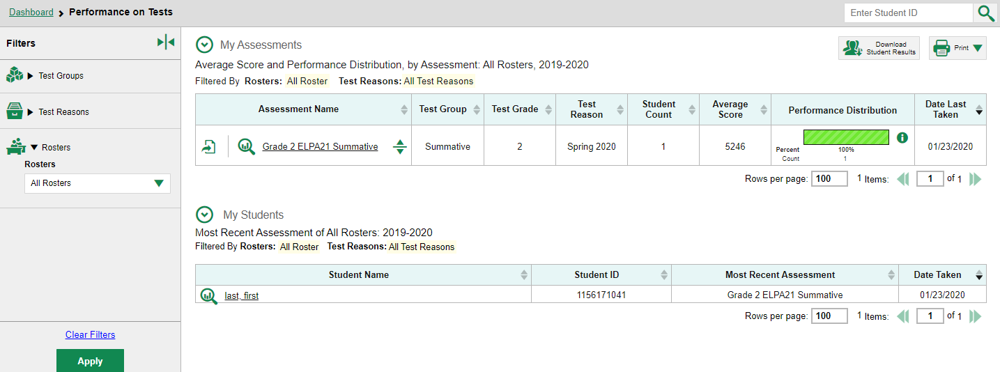 Dashboard > Performance on Tests
Enter Student ID
Filters
Test Groups
Test Reasons
Rosters
Rosters
All Rosters
Clear Filters
Apply
My Assessments
Download Student Results
Print
Average Score and Performance Distribution, by Assessment: All Rosters, 2019-2020
Filtered By Rosters: All Roster Test Reasons: All Test Reasons
Assessment Name Test Group Test Grade Test Reason Student Count Average Score Performance Distribution Date Last Taken
Grade 2 ELPA21 Summative Summative 2 Spring 2020 1 5246 Percent 100% Count 1 01/23/2020
Rows per page: 100 1 Items: 1 of 1
My Students
Most Recent Assessment of All Rosters: 2019-2020
Filtered By Rosters: All Roster Test Reasons: All Test Reasons
Student Name Student ID Most Recent Assessment Date Taken
last, first 1156171041 Grade 2 ELPA21 Summative 01/23/2020
Rows per page: 100 1 Items: 1 of 1